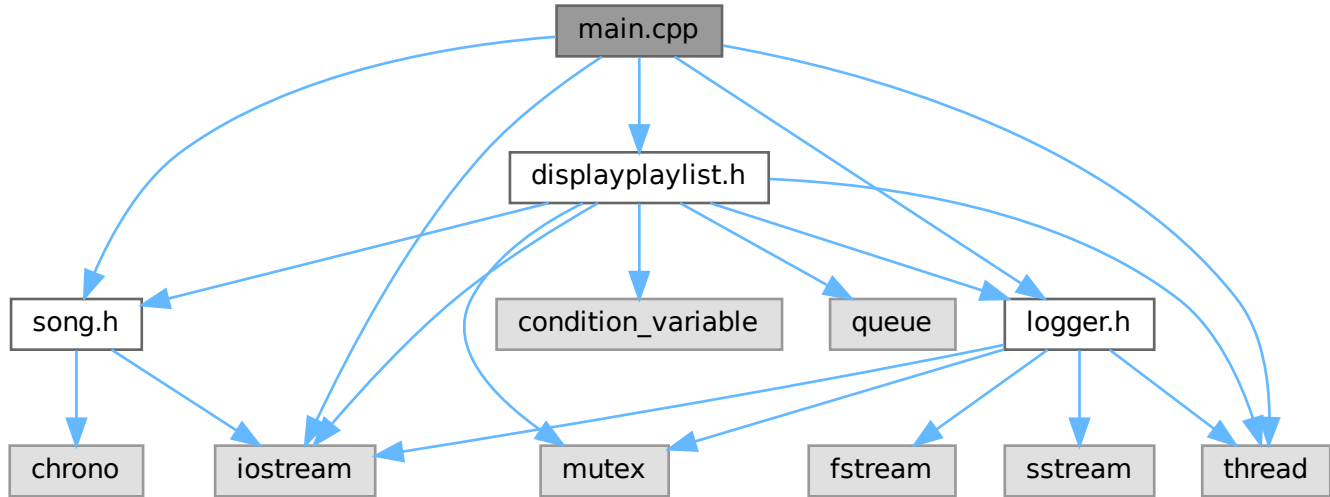 main.cpp
displayplaylist.h
song.h
condition_variable
queue
logger.h
chrono
iostream
mutex
fstream
sstream
thread